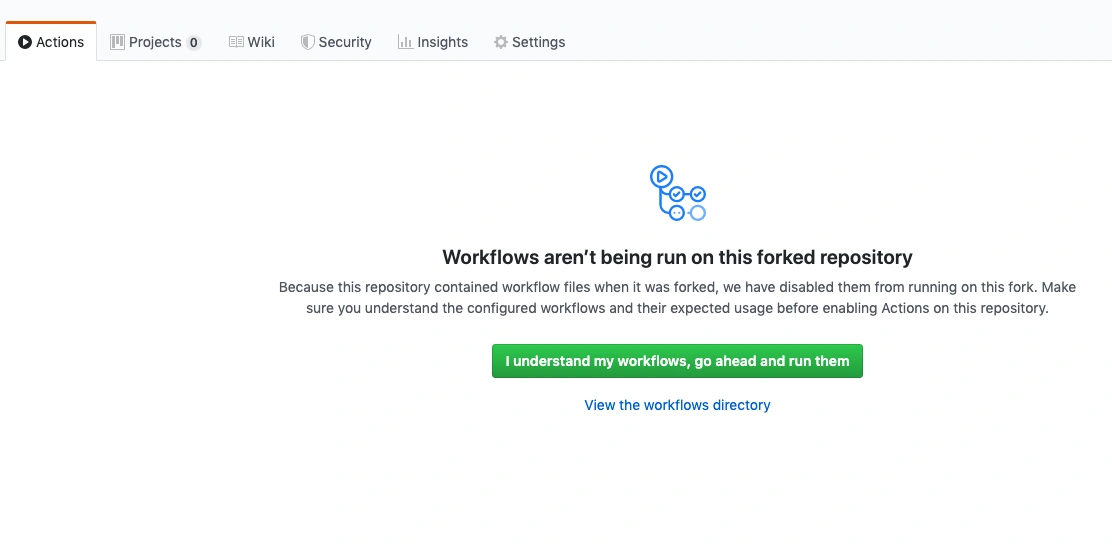 Actions Projects 0 Wiki Security Insights Settings
Workflows aren’t being run on this forked repository
Because this repository contained workflow files when it was forked, we have disabled them from running on this fork. Make
sure you understand the configured workflows and their expected usage before enabling Actions on this repository.
I understand my workflows, go ahead and run them
View the workflows directory